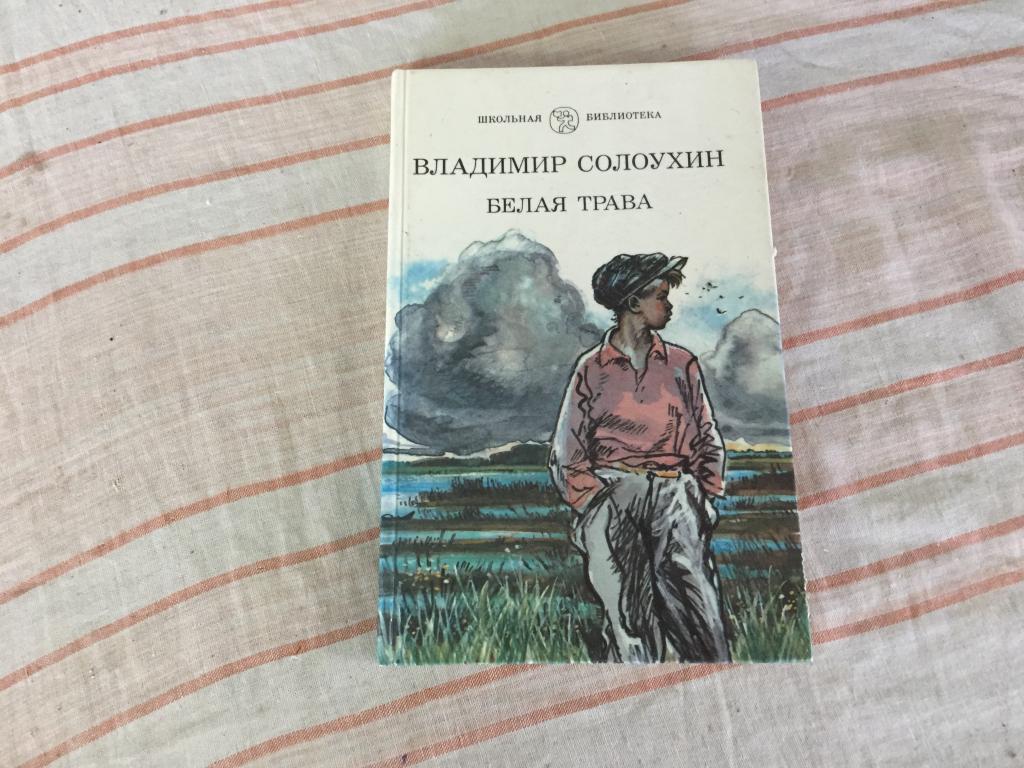 ШКОЛЬНАЯ БИБЛИОТЕКА
ВЛАДИМИР СОЛОУХИН
БЕЛАЯ ТРАВА